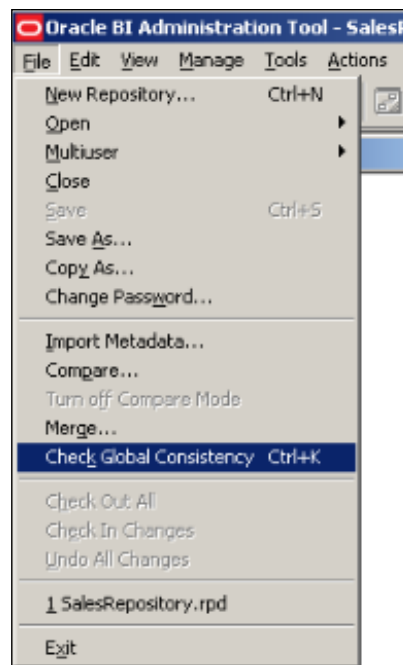 Oracle BI Administration Tool - Sales
File Edit View Manage Tools Actions
New Repository... Ctrl+N
Open
Multiuser
Close
Save Ctrl+S
Save As...
Copy As...
Change Password...
Import Metadata...
Compare...
Turn off Compare Mode
Merge...
Check Global Consistency Ctrl+K
Check Out All
Check In Changes
Undo All Changes
1 SalesRepository.rpd
Exit